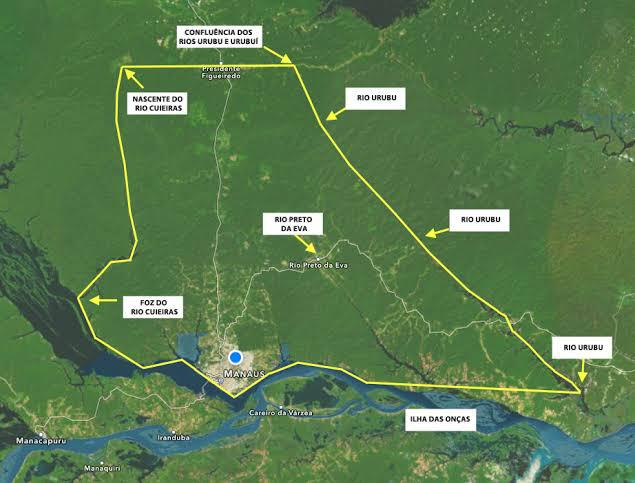 CONFLUÊNCIA DOS
RIOS URUBU E URUBUÍ
Presidente
Figueiredo
NASCENTE DO
RIO CUIEIRAS
RIO URUBU
RIO PRETO
DA EVA
RIO URUBU
Rio Preto da Eva
FOZ DO
RIO CUIEIRAS
RIO URUBU
MANAUS
Careiro da Várzea
ILHA DAS ONÇAS
Iranduba
Manacapuru
Manaquiri